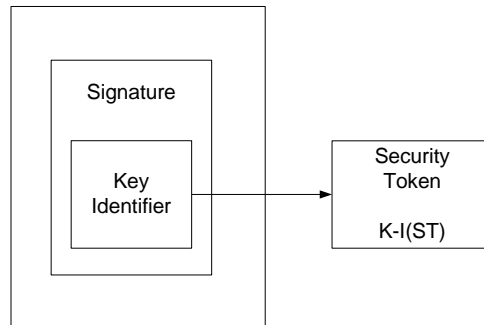 Signature
Key
Identifier
Security
Token
K-I(ST)